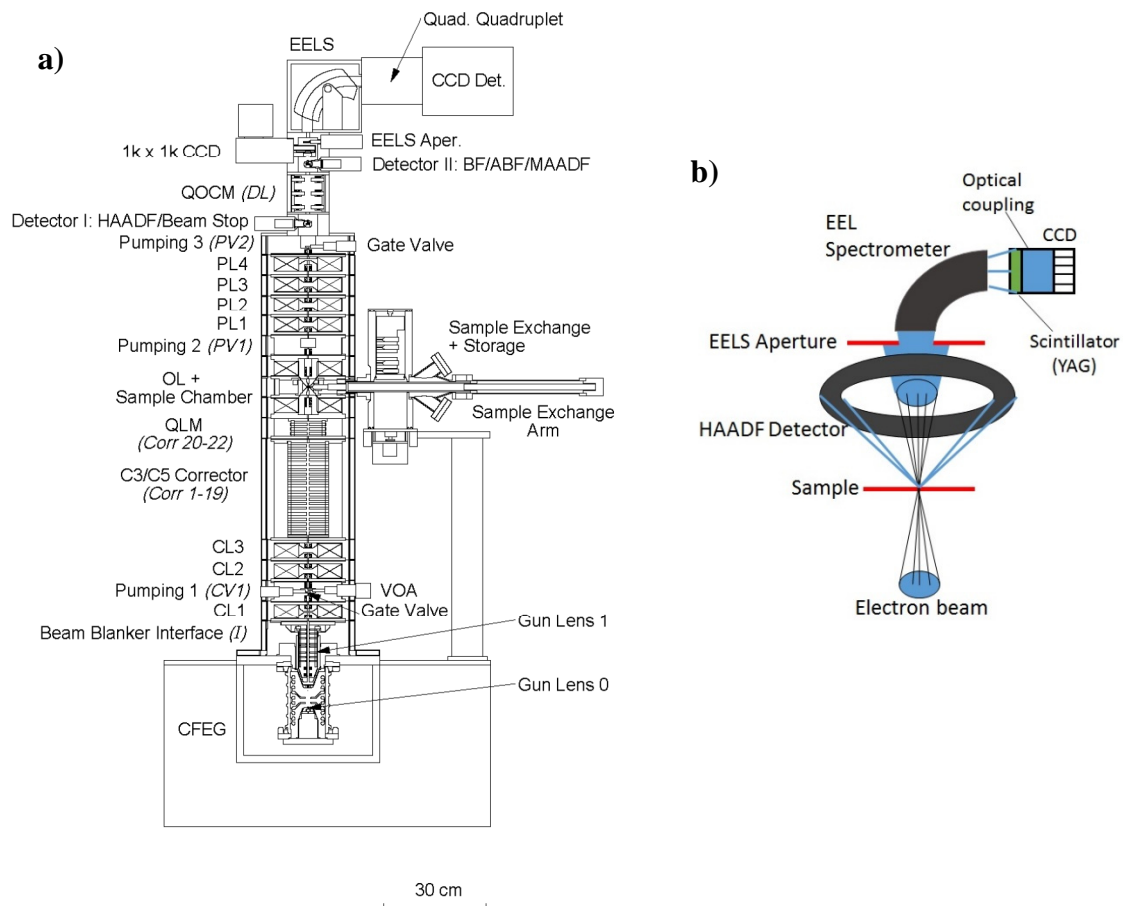 a)
Quad. Quadruplet
EELS
CCD Det.
1k x 1k CCD
EELS Aper.
Detector II: BF/ABF/MAADF
QOCM (DL)
Detector I: HAADF/Beam Stop
Pumping 3 (PV2)
Gate Valve
PL4
PL3
PL2
PL1
Pumping 2 (PV1)
OL +
Sample Chamber
Sample Exchange
+ Storage
Sample Exchange
Arm
QLM
(Corr 20-22)
C3/C5 Corrector
(Corr 1-19)
CL3
CL2
Pumping 1 (CV1)
VOA
CL1
Gate Valve
Beam Blanker Interface (I)
Gun Lens 1
Gun Lens 0
CFEG
30 cm
b)
Optical
coupling
EEL
Spectrometer
CCD
EELS Aperture
Scintillator
(YAG)
HAADF Detector
Sample
Electron beam